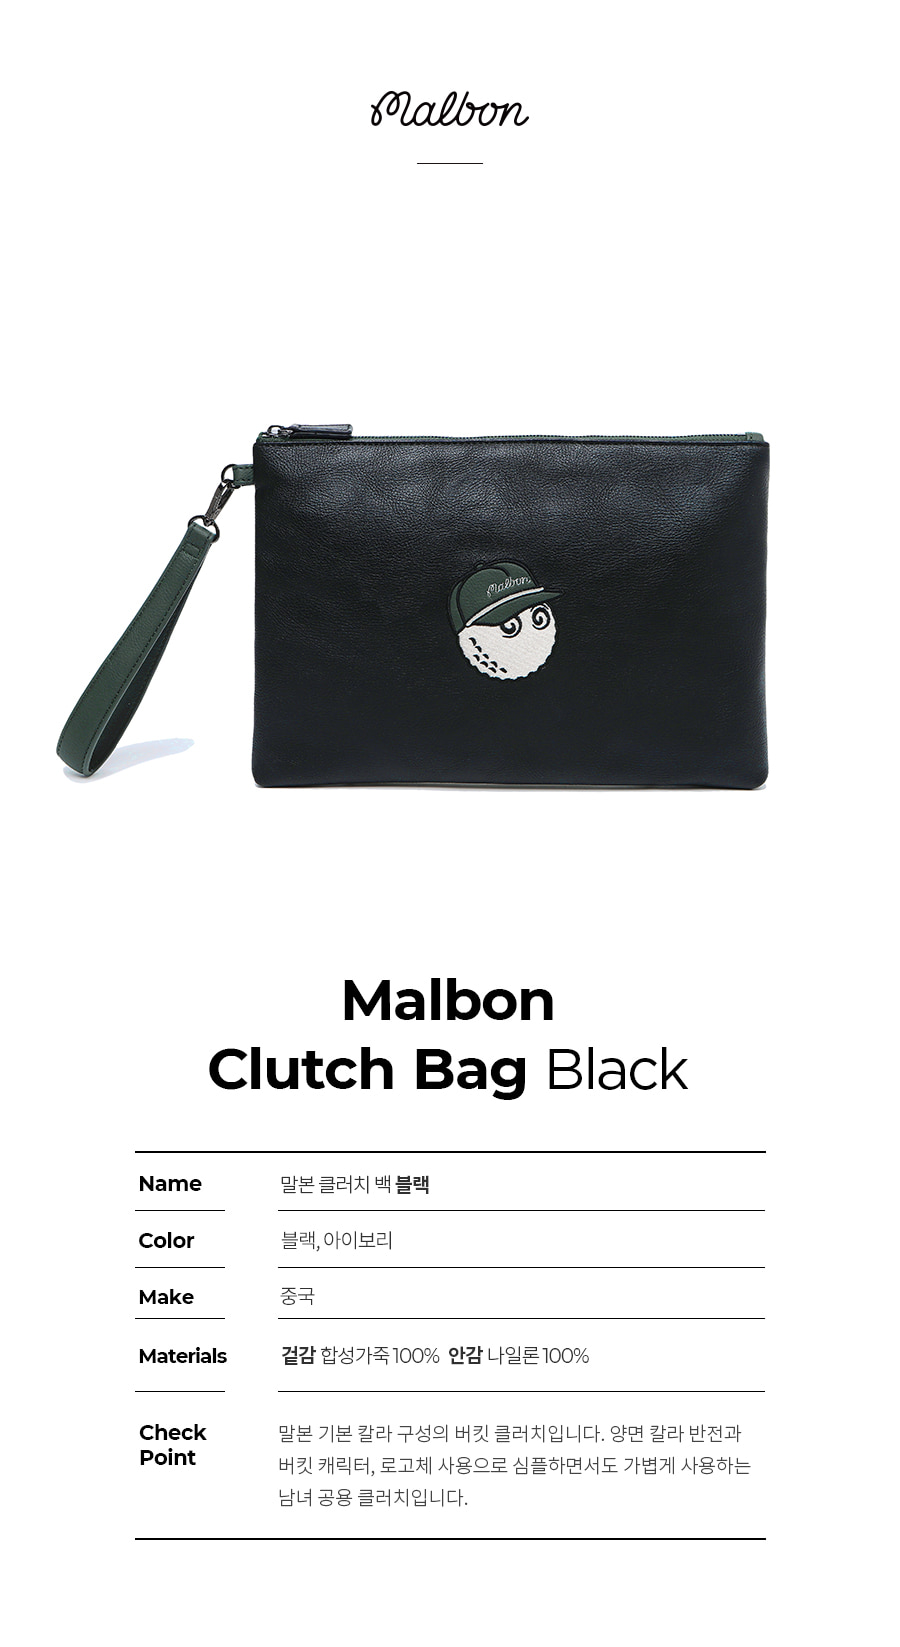 Malbon
Malbon
Malbon
Clutch Bag Black
Name 말본 클러치 백 블랙
Color 블랙, 아이보리
Make 중국
Materials 겉감 합성가죽 100% 안감 나일론 100%
Check Point
말본 기본 칼라 구성의 버킷 클러치입니다. 양면 칼라 반전과
버킷 캐릭터, 로고체 사용으로 심플하면서도 가볍게 사용하는
남녀 공용 클러치입니다.